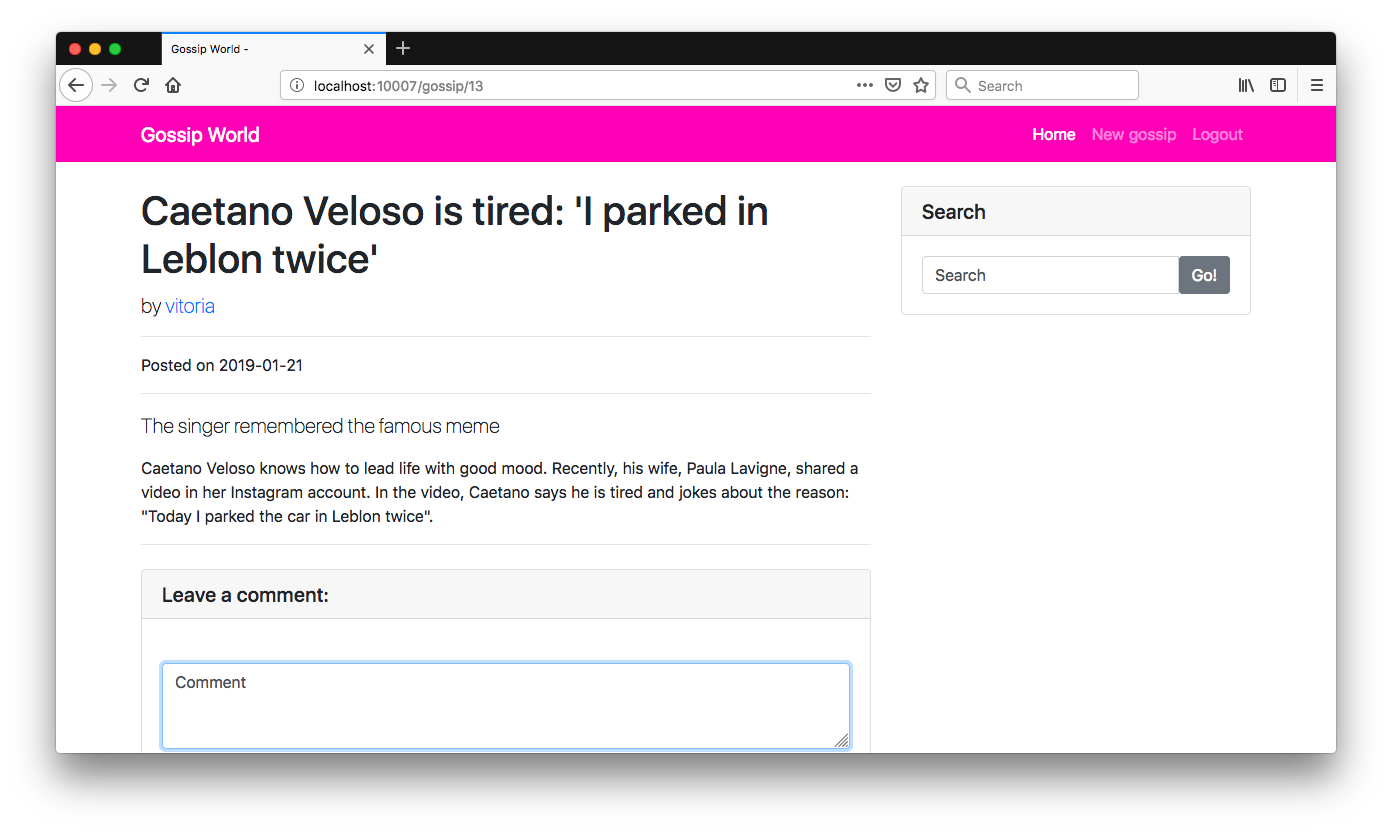 Gossip World -
localhost:10007/gossip/13
Search
Gossip World
Home New gossip Logout
Caetano Veloso is tired: 'I parked in
Leblon twice'
by vitoria
Posted on 2019-01-21
The singer remembered the famous meme
Caetano Veloso knows how to lead life with good mood. Recently, his wife, Paula Lavigne, shared a
video in her Instagram account. In the video, Caetano says he is tired and jokes about the reason:
"Today I parked the car in Leblon twice".
Leave a comment:
Comment
Search
Search Go!